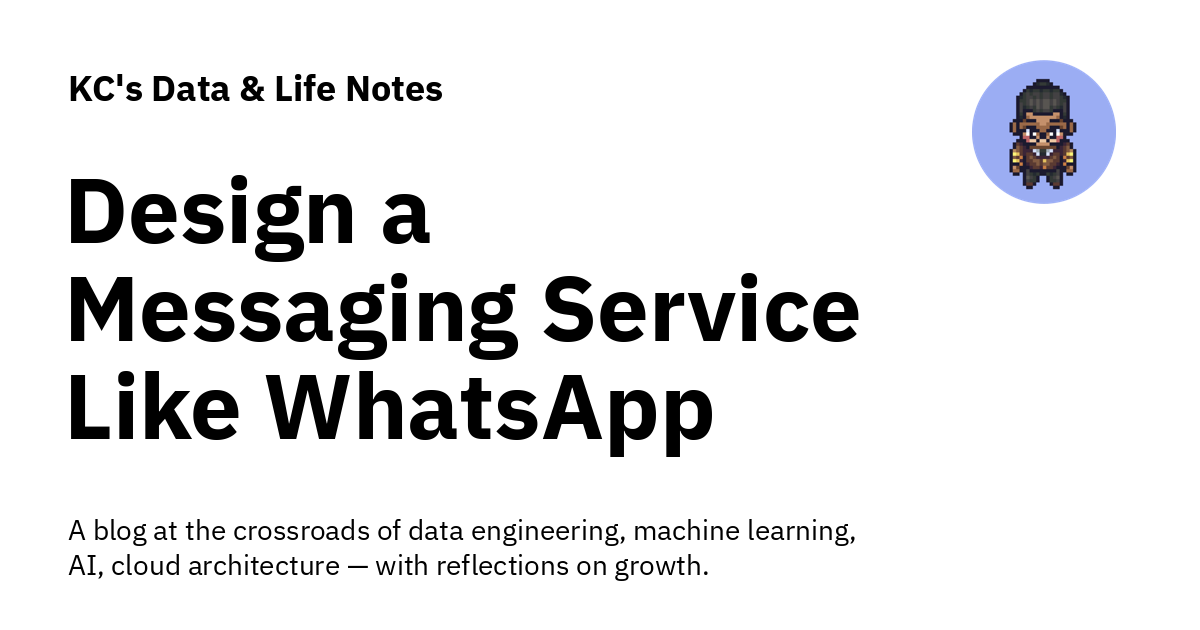 KC's Data & Life Notes
Design a
Messaging Service
Like WhatsApp
A blog at the crossroads of data engineering, machine learning,
AI, cloud architecture — with reflections on growth.